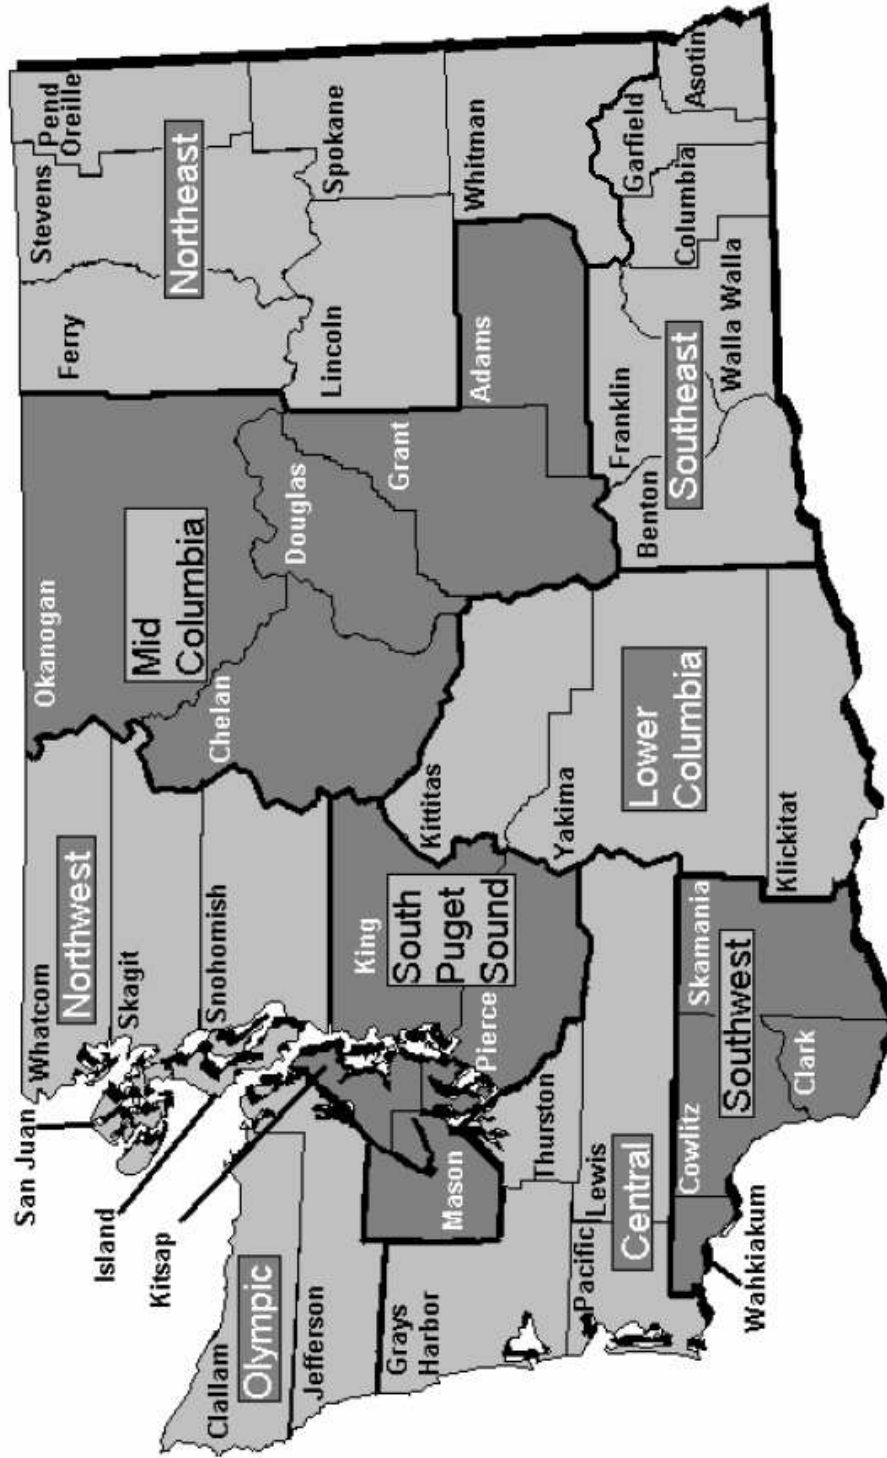 San Juan
Whatcom
Northwest
Okanogan
Ferry
Stevens
Pend
Oreille
Island
Skagit
Mid
Columbia
Northeast
Kitsap
Clallam
Snohomish
Chelan
Olympic
Douglas
Jefferson
King
Lincoln
Spokane
Grays
Harbor
South
Puget
Sound
Grant
Mason
Pierce
Kittitas
Adams
Whitman
Thurston
Yakima
Pacific
Lewis
Central
Lower
Columbia
Franklin
Benton
Southeast
Garfield
Columbia
Asotin
Walla Walla
Cowlitz
Skamania
Southwest
Wahkiakum
Clark
Klickitat